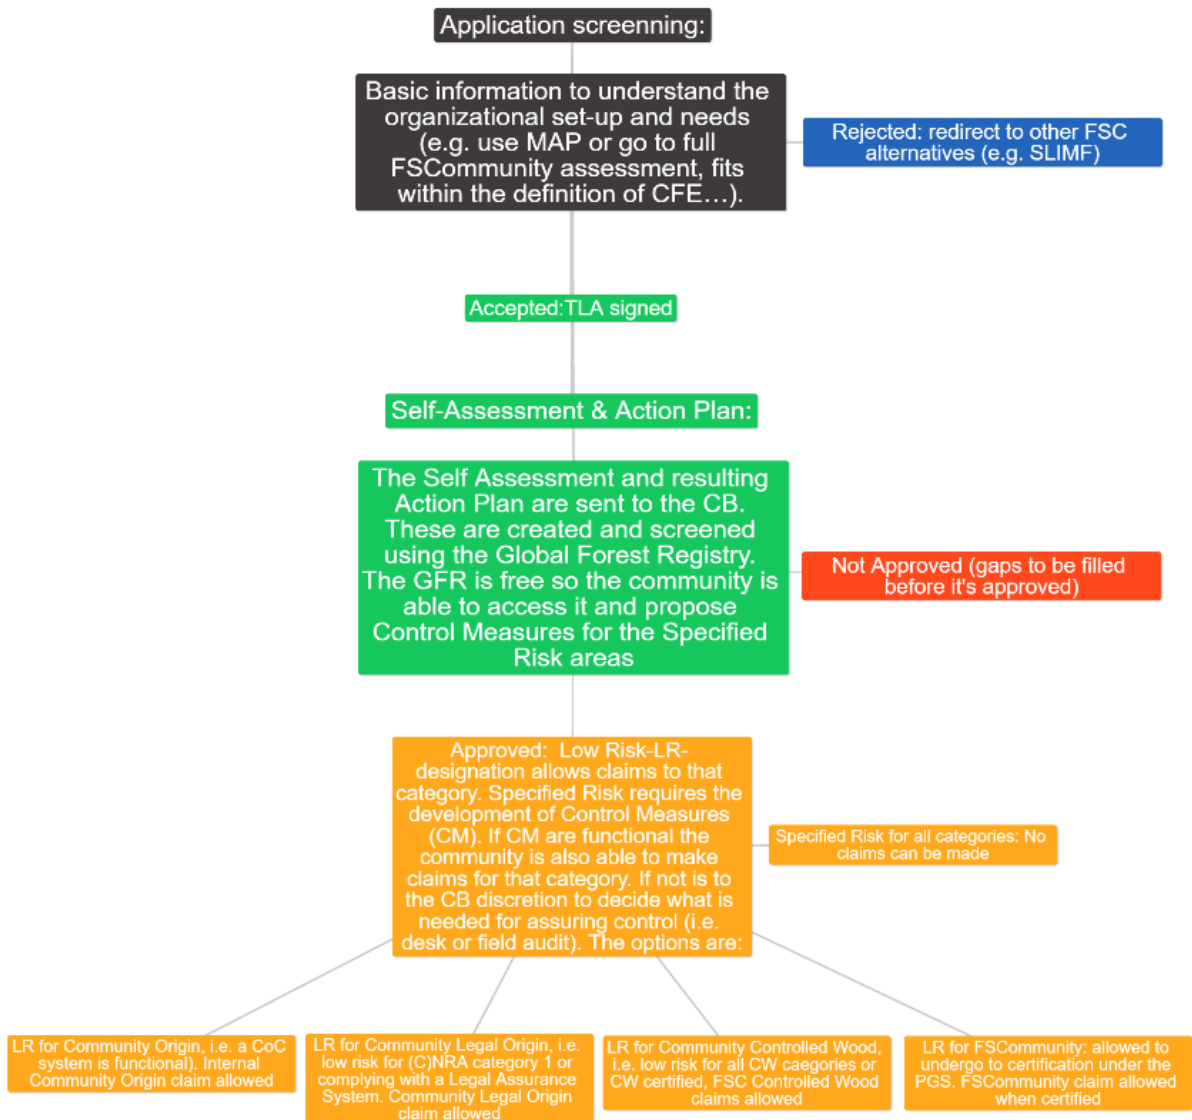 Application screenning:
Basic information to understand the
organizational set-up and needs
(e.g. use MAP or go to full
FSCommunity assessment, fits
within the definition of CFE…).
Rejected: redirect to other FSC
alternatives (e.g. SLIMF)
Accepted:TLA signed
Self-Assessment & Action Plan:
The Self Assessment and resulting
Action Plan are sent to the CB.
These are created and screened
using the Global Forest Registry.
The GFR is free so the community is
able to access it and propose
Control Measures for the Specified
Risk areas
Not Approved (gaps to be filled
before it's approved)
Approved:  Low Risk-LR-
designation allows claims to that
category. Specified Risk requires the
development of Control Measures
(CM). If CM are functional the
community is also able to make
claims for that category. If not is to
the CB discretion to decide what is
needed for assuring control (i.e.
desk or field audit). The options are:
Specified Risk for all categories: No
claims can be made
LR for Community Origin, i.e. a CoC
system is functional). Internal
Community Origin claim allowed
LR for Community Legal Origin, i.e.
low risk for (C)NRA category 1 or
complying with a Legal Assurance
System. Community Legal Origin
claim allowed
LR for Community Controlled Wood,
i.e. low risk for all CW caegories or
CW certified, FSC Controlled Wood
claims allowed
LR for FSCommunity: allowed to
undergo to certification under the
PGS. FSCommunity claim allowed
when certified